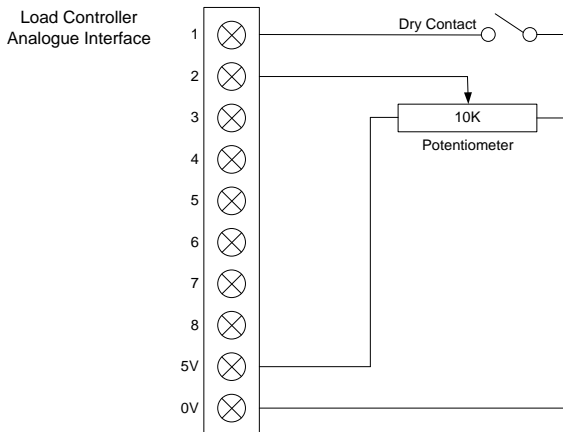 Load Controller
Analogue Interface
1
Dry Contact
2
3
10K
Potentiometer
4
5
6
7
8
5V
0V